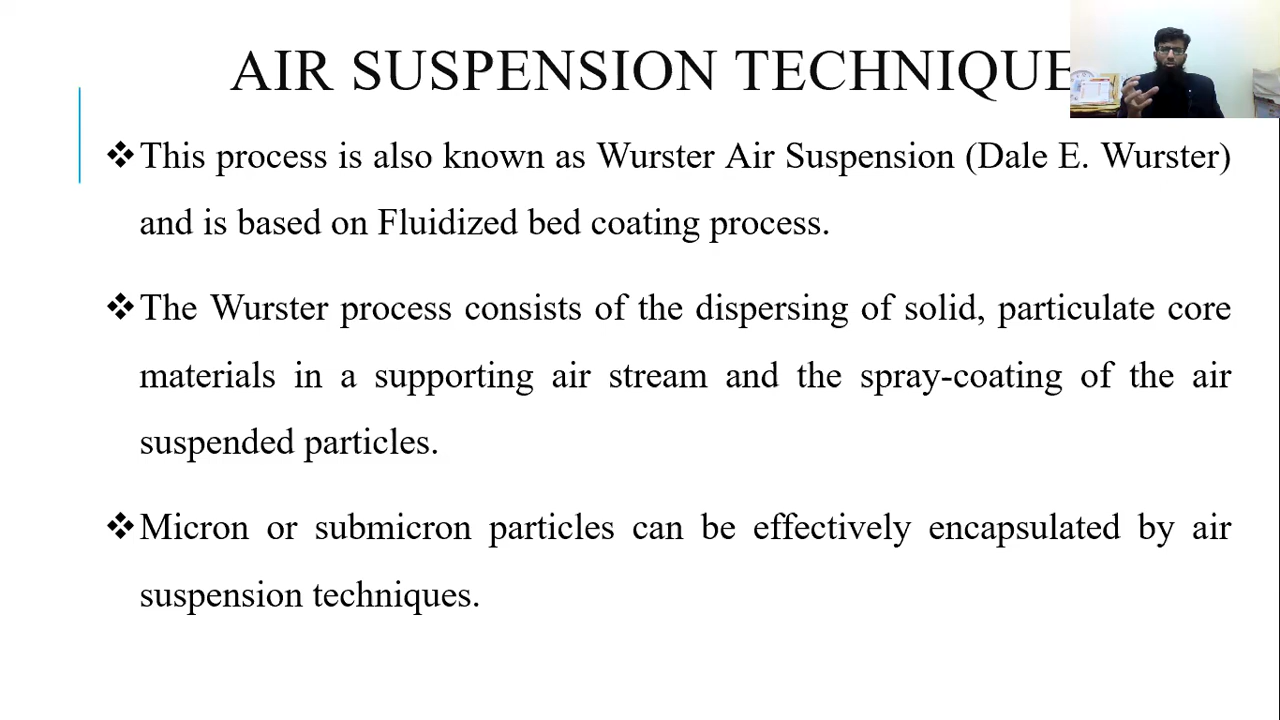 AIR SUSPENSION TECHNIQUE
❖This process is also known as Wurster Air Suspension (Dale E. Wurster)
and is based on Fluidized bed coating process.
❖The Wurster process consists of the dispersing of solid, particulate core
materials in a supporting air stream and the spray-coating of the air
suspended particles.
❖Micron or submicron particles can be effectively encapsulated by air
suspension techniques.